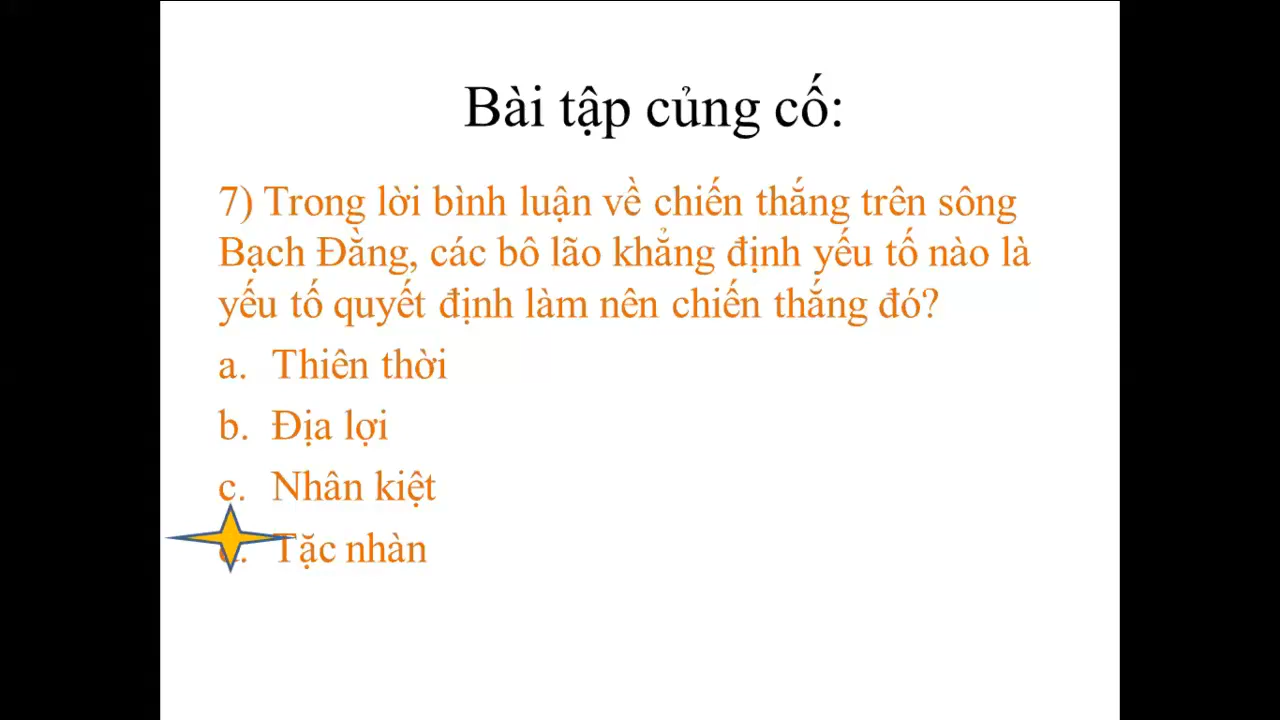 Bài tập củng cố:
7) Trong lời bình luận về chiến thắng trên sông
Bạch Đằng, các bô lão khẳng định yếu tố nào là
yếu tố quyết định làm nên chiến thắng đó?
a. Thiên thời
b. Địa lợi
c. Nhân kiệt
Tặc nhàn